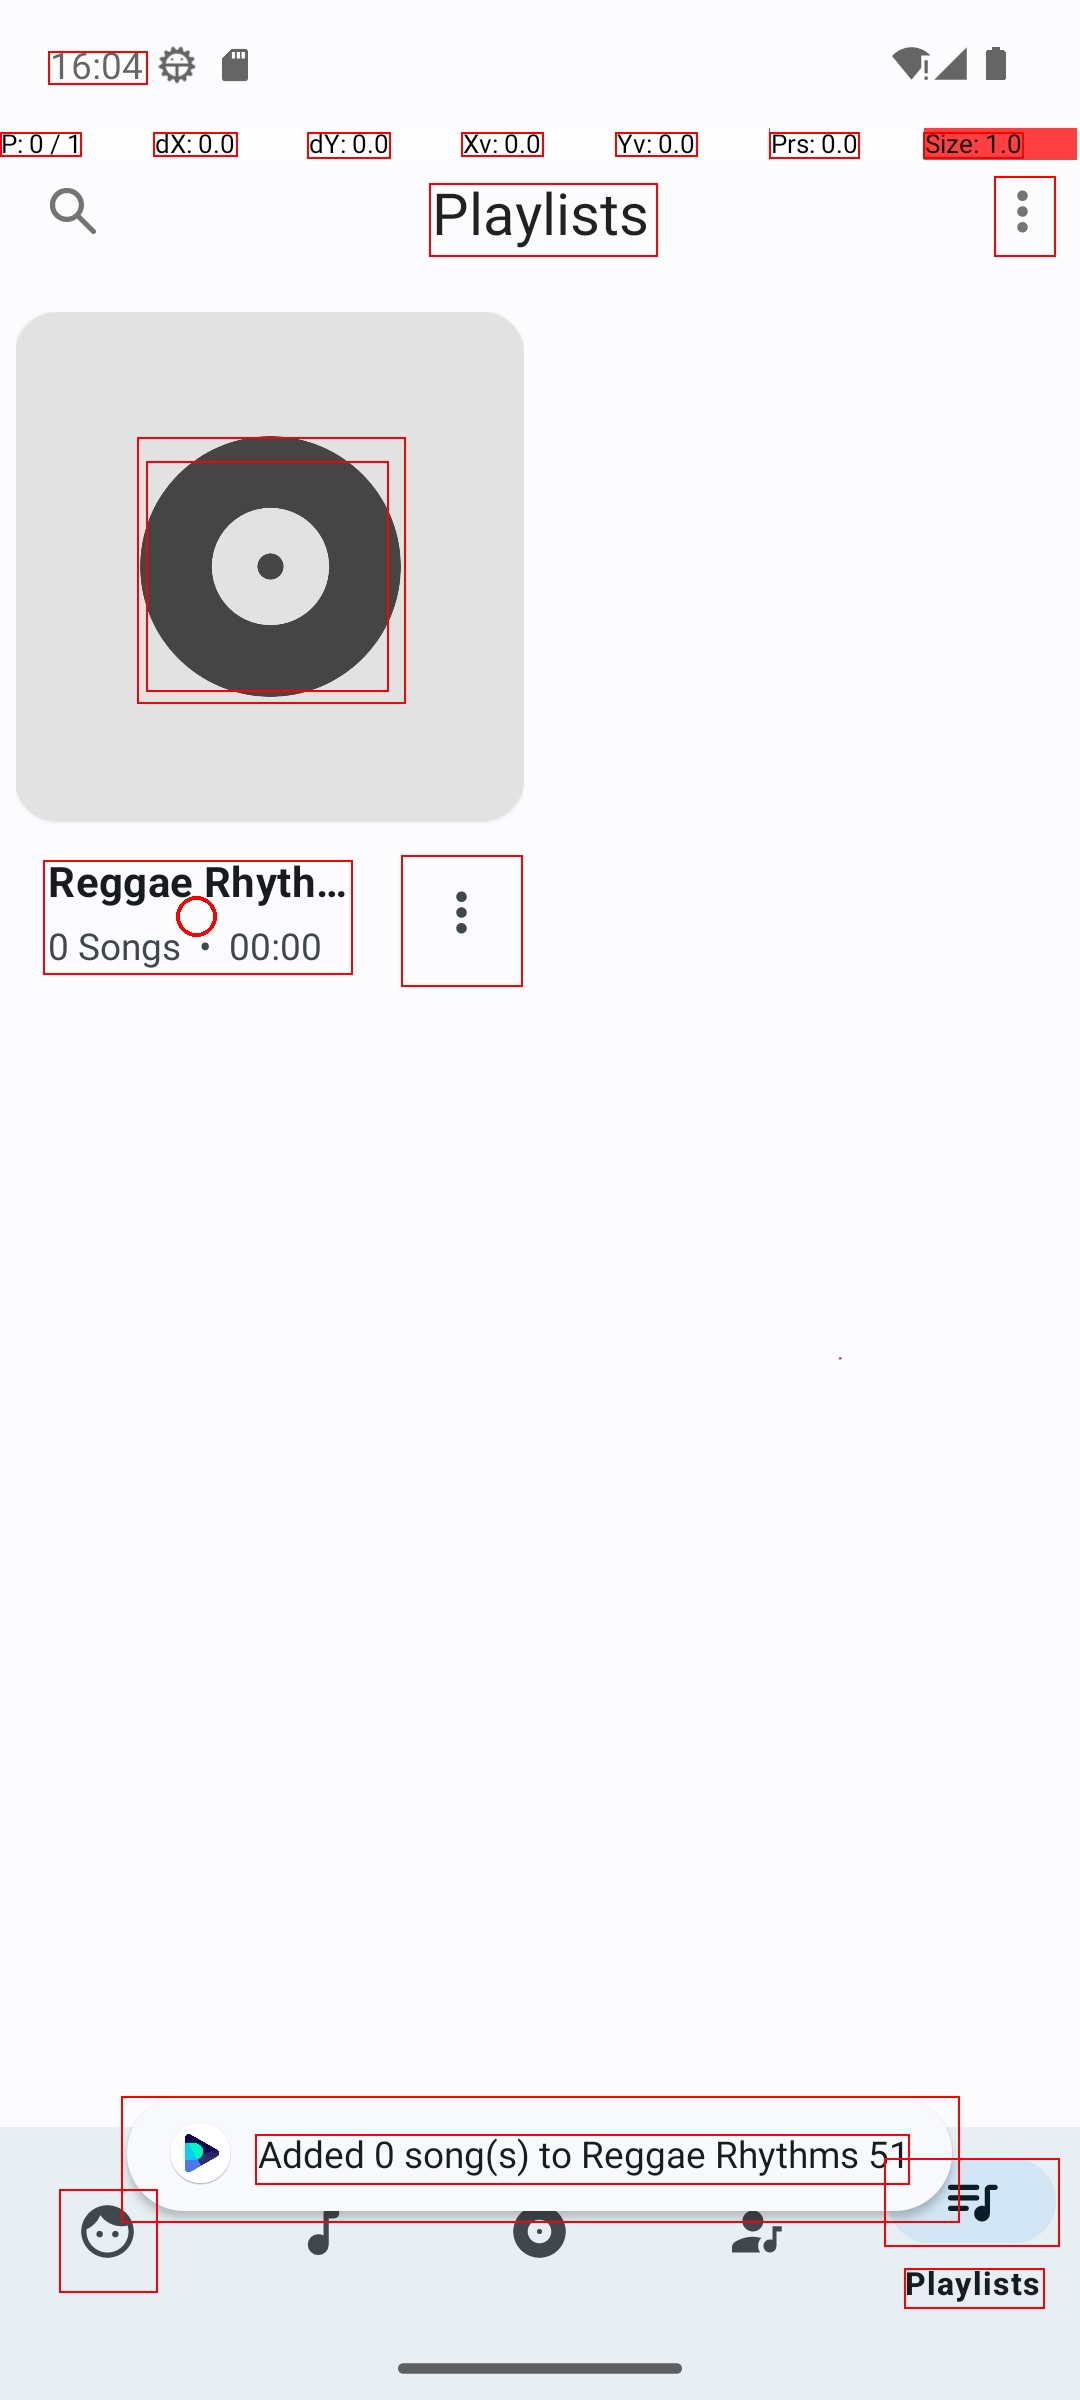 16:04
P: 0 / 1 dX: 0.0 dY: 0.0 Xv: 0.0 Yv: 0.0 Prs: 0.0 Size: 1.0
Playlists
Reggae Rhyth…
0 Songs • 00:00
Added 0 song(s) to Reggae Rhythms 51
Playlists